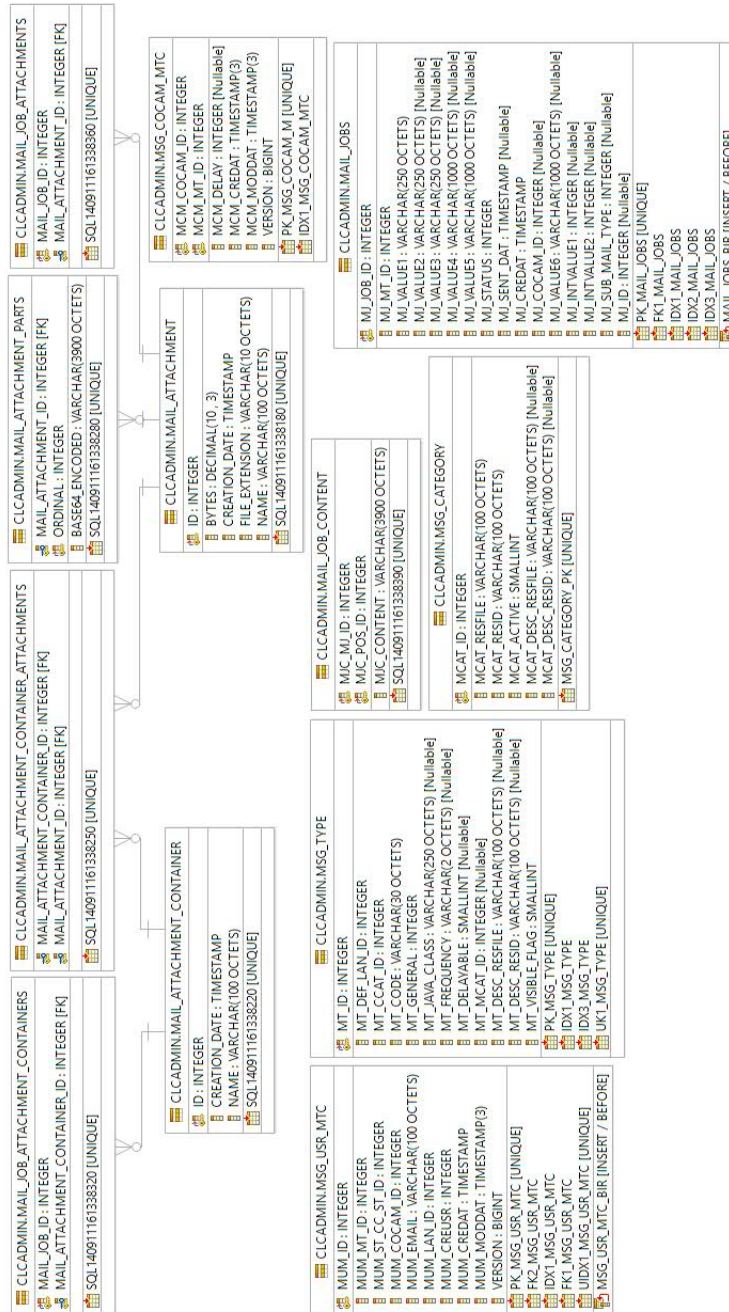 CLCADMIN.MAIL_JOB_ATTACHMENT_CONTAINERS
MAIL_JOB_ID : INTEGER
MAIL_ATTACHMENT_CONTAINER_ID : INTEGER [FK]
SQL140911161338320 [UNIQUE]
CLCADMIN.MAIL_ATTACHMENT_CONTAINER_ATTACHMENTS
MAIL_ATTACHMENT_CONTAINER_ID : INTEGER [FK]
MAIL_ATTACHMENT_ID : INTEGER [FK]
SQL140911161338250 [UNIQUE]
CLCADMIN.MAIL_ATTACHMENT_PARTS
MAIL_ATTACHMENT_ID : INTEGER [FK]
ORDINAL : INTEGER
BASE64_ENCODED : VARCHAR(3900 OCTETS)
SQL140911161338280 [UNIQUE]
CLCADMIN.MAIL_JOB_ATTACHMENTS
MAIL_JOB_ID : INTEGER
MAIL_ATTACHMENT_ID : INTEGER [FK]
SQL140911161338360 [UNIQUE]
CLCADMIN.MAIL_ATTACHMENT_CONTAINER
ID : INTEGER
CREATION_DATE : TIMESTAMP
NAME : VARCHAR(100 OCTETS)
SQL140911161338220 [UNIQUE]
CLCADMIN.MAIL_ATTACHMENT
ID : INTEGER
BYTES : DECIMAL(10 , 3)
CREATION_DATE : TIMESTAMP
FILE_EXTENSION : VARCHAR(10 OCTETS)
NAME : VARCHAR(100 OCTETS)
SQL140911161338180 [UNIQUE]
CLCADMIN.MSG_COCAM_MTC
MCM_COCAM_ID : INTEGER
MCM_MT_ID : INTEGER
MCM_DELAY : INTEGER [Nullable]
MCM_CREDAT : TIMESTAMP(3)
MCM_MODDAT : TIMESTAMP(3)
VERSION : BIGINT
PK_MSG_COCAM_M [UNIQUE]
IDX1_MSG_COCAM_MTC
CLCADMIN.MSG_USR_MTC
MUM_ID : INTEGER
MUM_MT_ID : INTEGER
MUM_ST_CC_ST_ID : INTEGER
MUM_COCAM_ID : INTEGER
MUM_EMAIL : VARCHAR(100 OCTETS)
MUM_LAN_ID : INTEGER
MUM_CREUSR : INTEGER
MUM_CREDAT : TIMESTAMP
MUM_MODDAT : TIMESTAMP(3)
VERSION : BIGINT
PK_MSG_USR_MTC [UNIQUE]
FK2_MSG_USR_MTC
IDX1_MSG_USR_MTC
FK1_MSG_USR_MTC
UIDX1_MSG_USR_MTC [UNIQUE]
MSG_USR_MTC_BIR [INSERT / BEFORE]
CLCADMIN.MSG_TYPE
MT_ID : INTEGER
MT_DEF_LAN_ID : INTEGER
MT_CCAT_ID : INTEGER
MT_CODE : VARCHAR(30 OCTETS)
MT_GENERAL : INTEGER
MT_JAVA_CLASS : VARCHAR(250 OCTETS) [Nullable]
MT_FREQUENCY : VARCHAR(2 OCTETS) [Nullable]
MT_DELAYABLE : SMALLINT [Nullable]
MT_MCAT_ID : INTEGER [Nullable]
MT_DESC_RESFILE : VARCHAR(100 OCTETS) [Nullable]
MT_DESC_RESID : VARCHAR(100 OCTETS) [Nullable]
MT_VISIBLE_FLAG : SMALLINT
PK_MSG_TYPE [UNIQUE]
IDX1_MSG_TYPE
IDX3_MSG_TYPE
UK1_MSG_TYPE [UNIQUE]
CLCADMIN.MAIL_JOB_CONTENT
MJC_MJ_ID : INTEGER
MJC_POS_ID : INTEGER
MJC_CONTENT : VARCHAR(3900 OCTETS)
SQL140911161338390 [UNIQUE]
CLCADMIN.MSG_CATEGORY
MCAT_ID : INTEGER
MCAT_RESFILE : VARCHAR(100 OCTETS)
MCAT_RESID : VARCHAR(100 OCTETS)
MCAT_ACTIVE : SMALLINT
MCAT_DESC_RESFILE : VARCHAR(100 OCTETS) [Nullable]
MCAT_DESC_RESID : VARCHAR(100 OCTETS) [Nullable]
MSG_CATEGORY_PK [UNIQUE]
CLCADMIN.MAIL_JOBS
MJ_JOB_ID : INTEGER
MJ_MT_ID : INTEGER
MJ_VALUE1 : VARCHAR(250 OCTETS)
MJ_VALUE2 : VARCHAR(250 OCTETS) [Nullable]
MJ_VALUE3 : VARCHAR(250 OCTETS) [Nullable]
MJ_VALUE4 : VARCHAR(1000 OCTETS) [Nullable]
MJ_VALUE5 : VARCHAR(1000 OCTETS) [Nullable]
MJ_STATUS : INTEGER
MJ_SENT_DAT : TIMESTAMP [Nullable]
MJ_CREDAT : TIMESTAMP
MJ_COCAM_ID : INTEGER [Nullable]
MJ_VALUE6 : VARCHAR(1000 OCTETS) [Nullable]
MJ_INTVALUE1 : INTEGER [Nullable]
MJ_INTVALUE2 : INTEGER [Nullable]
MJ_SUB_MAIL_TYPE : INTEGER [Nullable]
MJ_ID : INTEGER [Nullable]
PK_MAIL_JOBS [UNIQUE]
FK1_MAIL_JOBS
IDX1_MAIL_JOBS
IDX2_MAIL_JOBS
IDX3_MAIL_JOBS
MAIL_JOBS_BIR [INSERT / BEFORE]